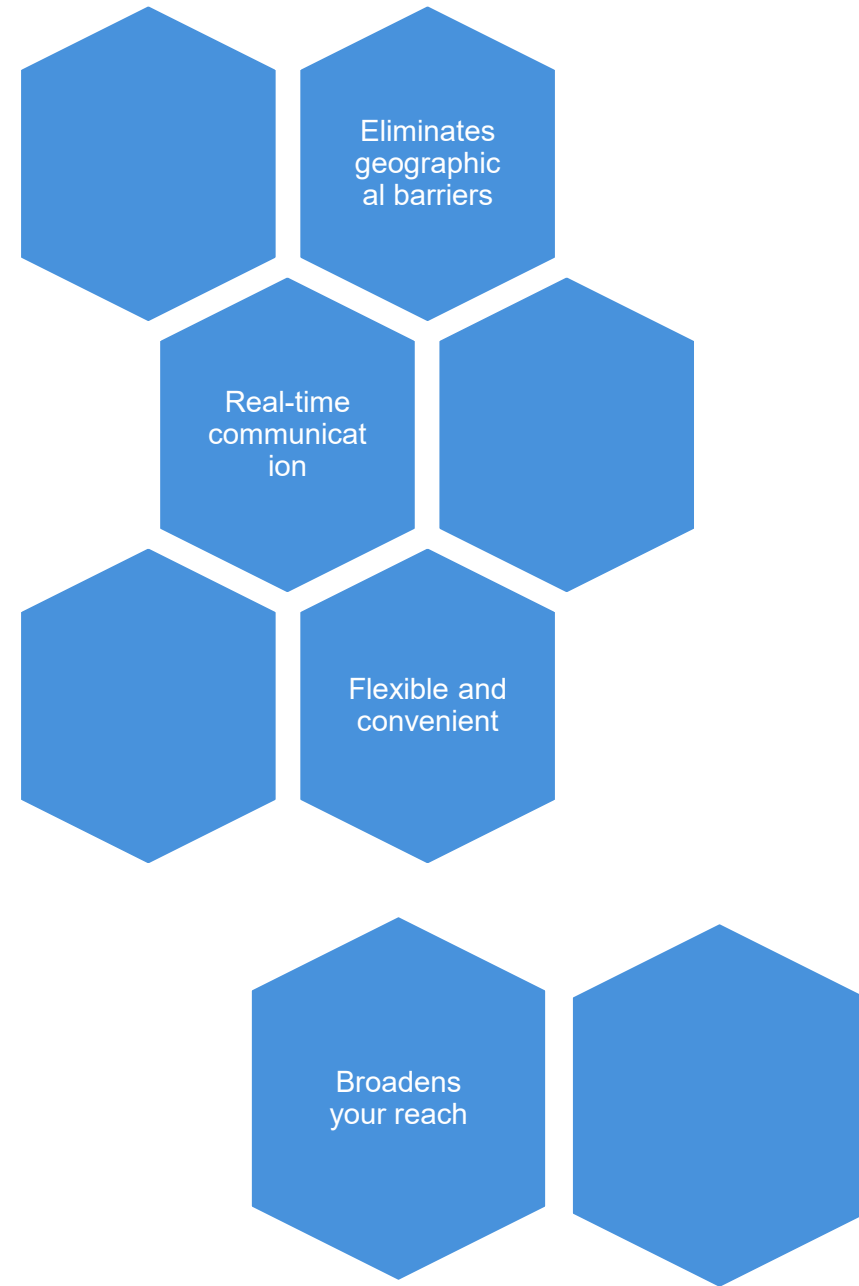 Eliminates
geographic
al barriers
Real-time
communicat
ion
Flexible and
convenient
Broadens
your reach